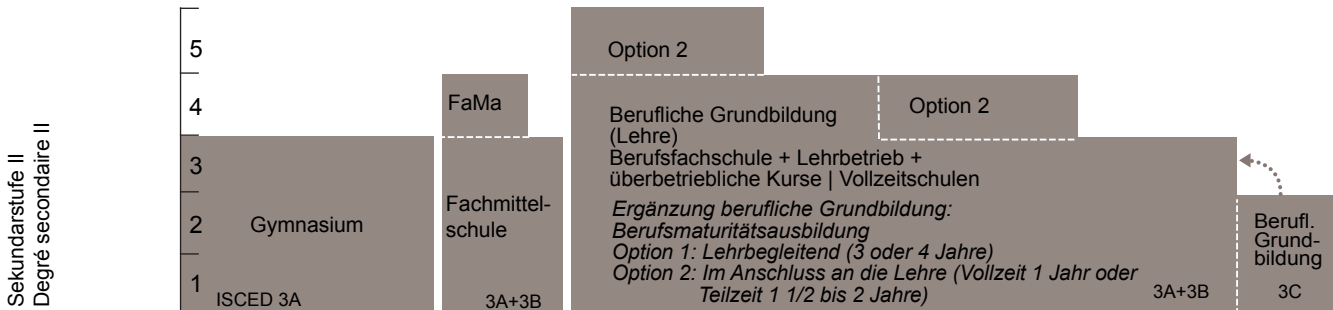 Sekundarstufe II
Degré secondaire II
5
4
3
2
1
Gymnasium
ISCED 3A
FaMa
Fachmittel-
schule
3A+3B
Option 2
Option 2
Berufliche Grundbildung
(Lehre)
Berufsfachschule + Lehrbetrieb +
überbetriebliche Kurse | Vollzeitschulen
Ergänzung berufliche Grundbildung:
Berufsmaturitätsausbildung
Option 1: Lehrbegleitend (3 oder 4 Jahre)
Option 2: Im Anschluss an die Lehre (Vollzeit 1 Jahr oder
Teilzeit 1 1/2 bis 2 Jahre)
3A+3B
Berufl.
Grund-
bildung
3C